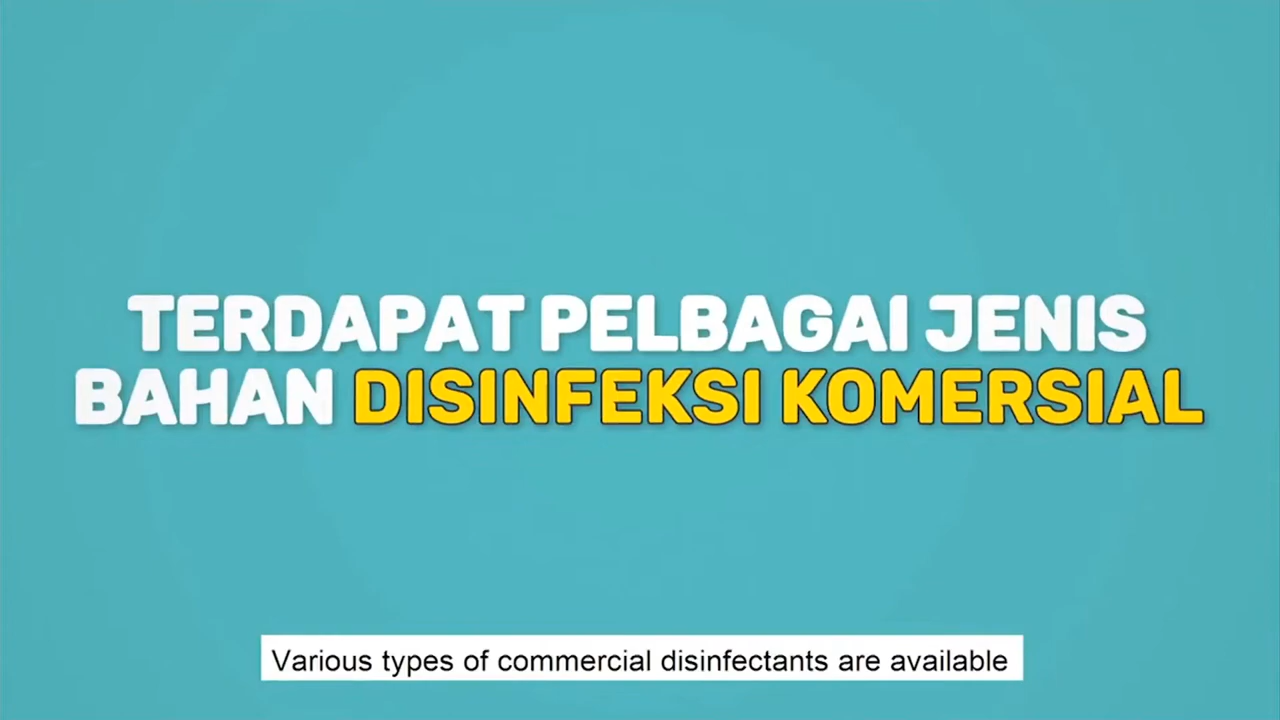 TERDAPAT PELBAGAI JENIS
BAHAN DISINFEKSI KOMERSIAL
Various types of commercial disinfectants are available